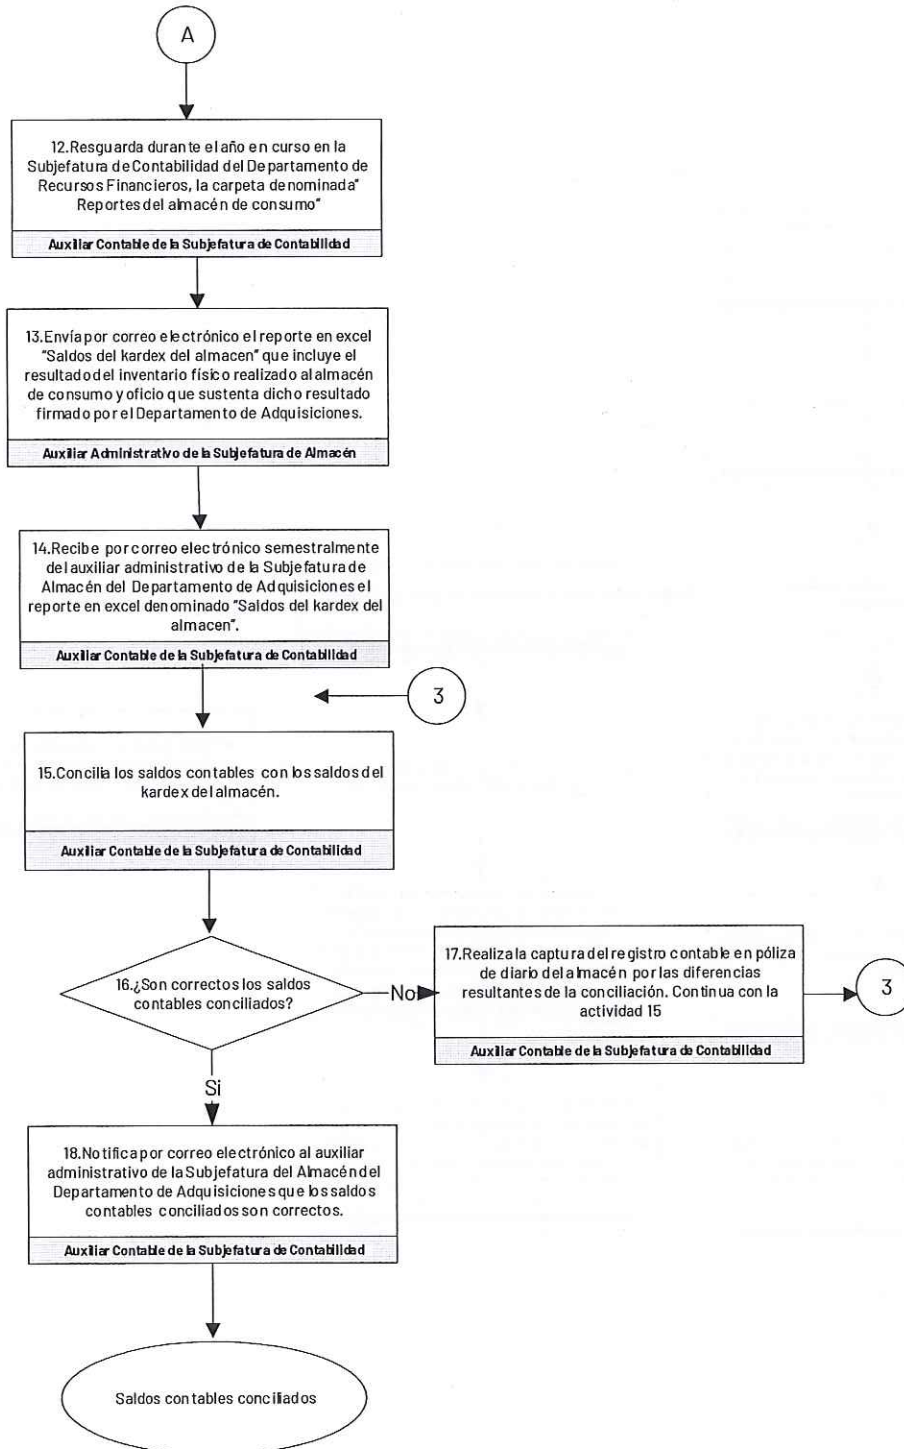 A
12.Resguarda durante el año en curso en la
Subjefatura de Contabilidad del Departamento de
Recursos Financieros, la carpeta denominada"
Reportes del almacén de consumo"
Auxiliar Contable de la Subjefatura de Contabilidad
13.Envía por correo electrónico el reporte en excel
"Saldos del kardex del almacen" que incluye el
resultado del inventario físico realizado al almacén
de consumo y oficio que sustenta dicho resultado
firmado por el Departamento de Adquisiciones.
Auxiliar Administrativo de la Subjefatura de Almacén
14.Recibe por correo electrónico semestralmente
del auxiliar administrativo de la Subjefatura de
Almacén del Departamento de Adquisiciones el
reporte en excel denominado "Saldos del kardex del
almacen".
Auxiliar Contable de la Subjefatura de Contabilidad
3
15.Concilia los saldos contables con los saldos del
kardex del almacén.
Auxiliar Contable de la Subjefatura de Contabilidad
16.¿Son correctos los saldos
contables conciliados?
No
17.Realiza la captura del registro contable en póliza
de diario del almacén por las diferencias
resultantes de la conciliación. Continua con la
actividad 15
Auxiliar Contable de la Subjefatura de Contabilidad
3
Si
18.Notifica por correo electrónico al auxiliar
administrativo de la Subjefatura del Almacén del
Departamento de Adquisiciones que los saldos
contables conciliados son correctos.
Auxiliar Contable de la Subjefatura de Contabilidad
Saldos contables conciliados